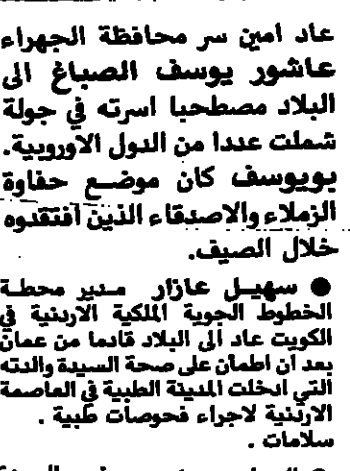 عاد امين سر محافظة الجهراء
عاشور يوسف الصباغ الى
البلاد مصطحبا اسرته في جولة
شملت عددا من الدول الاوروبية.
بويوسف كان موضع حفاوة
الزملاء والاصدقاء الذين افتقدوه
خلال الصيف.
● سهيل عازار مدير محطة
الخطوط الجوية الملكية الاردنية في
الكويت عاد الى البلاد قادما من عمان
بعد ان اطمأن على صحة السيدة والدته
التي ادخلت المدينة الطبية في العاصمة
الاردنية لاجراء فحوصات طبية .
سلامات .